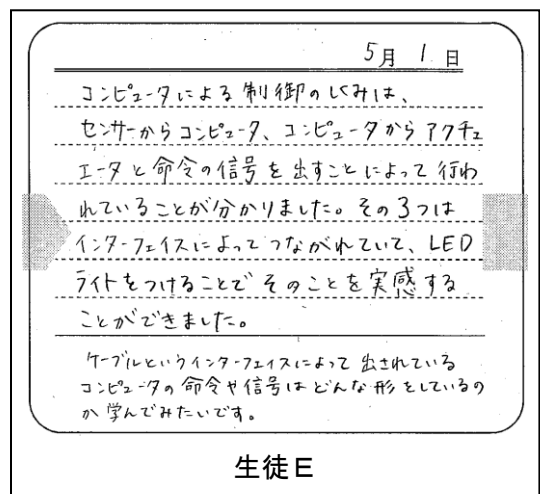 5月 1 日
コンピュータによる制御のしくみは、
センサーからコンピュータ、コンピュータからアクチュ
エータと命令の信号を出すことによって行わ
れていることが分かりました。その3つは
インターフェイスによってつながれていて、LED
ライトをつけることでそのことを実感する
ことができました。
ケーブルというインターフェイスによって出されている
コンピュータの命令や信号はどんな形をしているの
か学んでみたいです。
生徒E